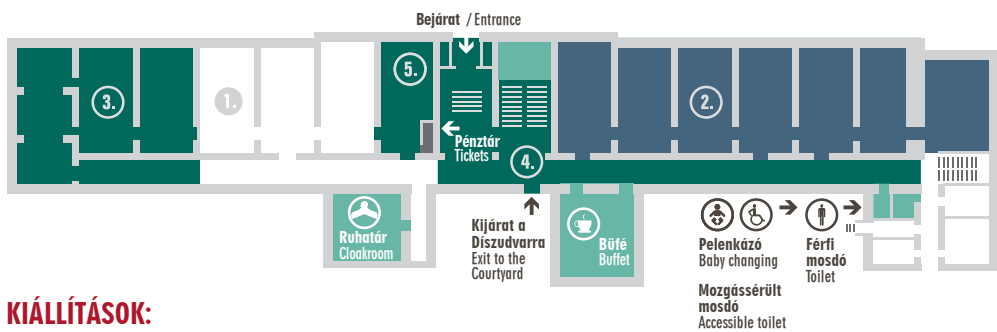 Bejárat / Entrance
3.
1.
5.
2.
Pénztár
Tickets
4.
Ruhatár
Cloakroom
Kijárat a
Díszudvarra
Exit to the
Courtyard
Büfé
Buffet
Pelenkázó
Baby changing
Mozgássérült
mosdó
Accessible toilet
Férfi
mosdó
Toilet
KIÁLLÍTÁSOK: